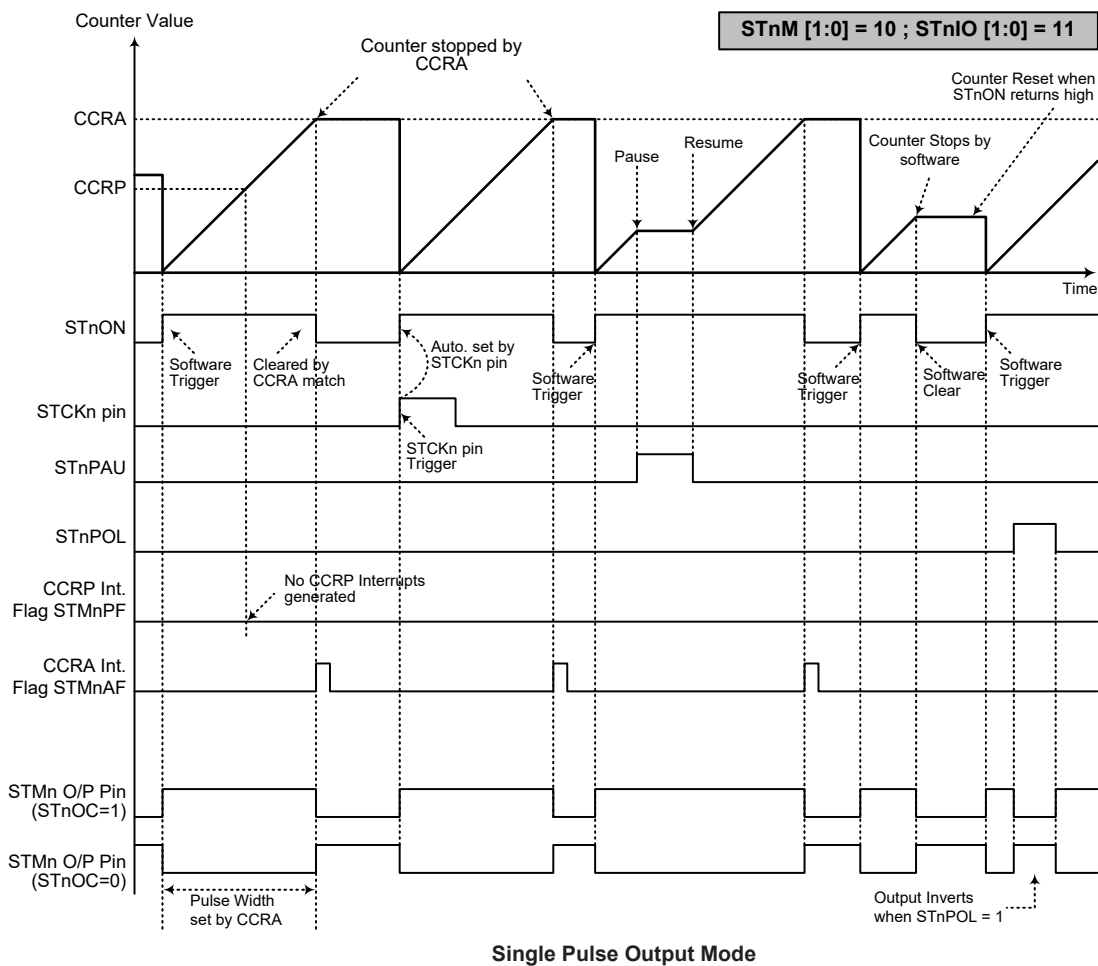 Counter Value
STnM [1:0] = 10 ; STnIO [1:0] = 11
Counter stopped by
CCRA
Counter Reset when
STnON returns high
CCRA
Pause
Resume
Counter Stops by
software
CCRP
Time
STnON
Software
Trigger
Cleared by
CCRA match
Auto. set by
STCKn pin
Software
Trigger
Software
Trigger
Software
Clear
Software
Trigger
STCKn pin
STCKn pin
Trigger
STnPAU
STnPOL
No CCRP Interrupts
generated
CCRP Int.
Flag STMnPF
CCRA Int.
Flag STMnAF
STMn O/P Pin
(STnOC=1)
STMn O/P Pin
(STnOC=0)
Pulse Width
set by CCRA
Output Inverts
when STnPOL = 1
Single Pulse Output Mode